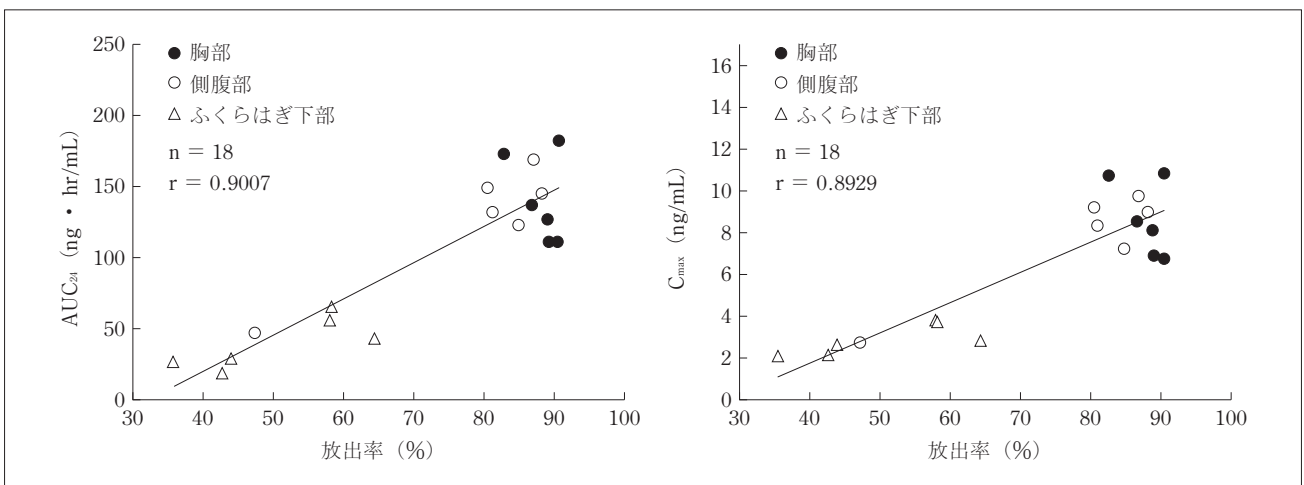 250
200
150
100
50
0
AUC₂₄ (ng・hr/mL)
● 胸部
○ 側腹部
△ ふくらはぎ下部
n = 18
r = 0.9007
30 40 50 60 70 80 90 100
放出率 (%)
16
14
12
10
8
6
4
2
0
Cmax (ng/mL)
● 胸部
○ 側腹部
△ ふくらはぎ下部
n = 18
r = 0.8929
30 40 50 60 70 80 90 100
放出率 (%)